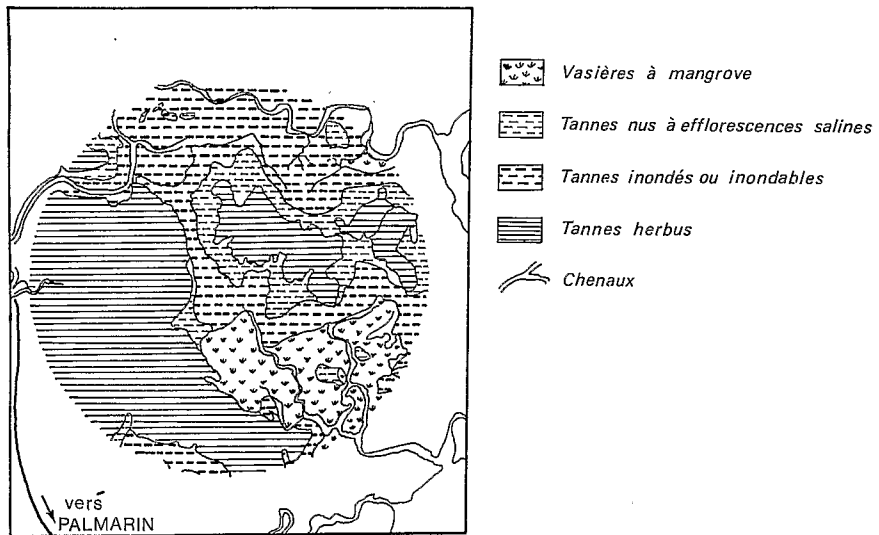 Vasières à mangrove
Tannes nus à efflorescences salines
Tannes inondés ou inondables
Tannes herbus
Chenaux
vers
PALMARIN